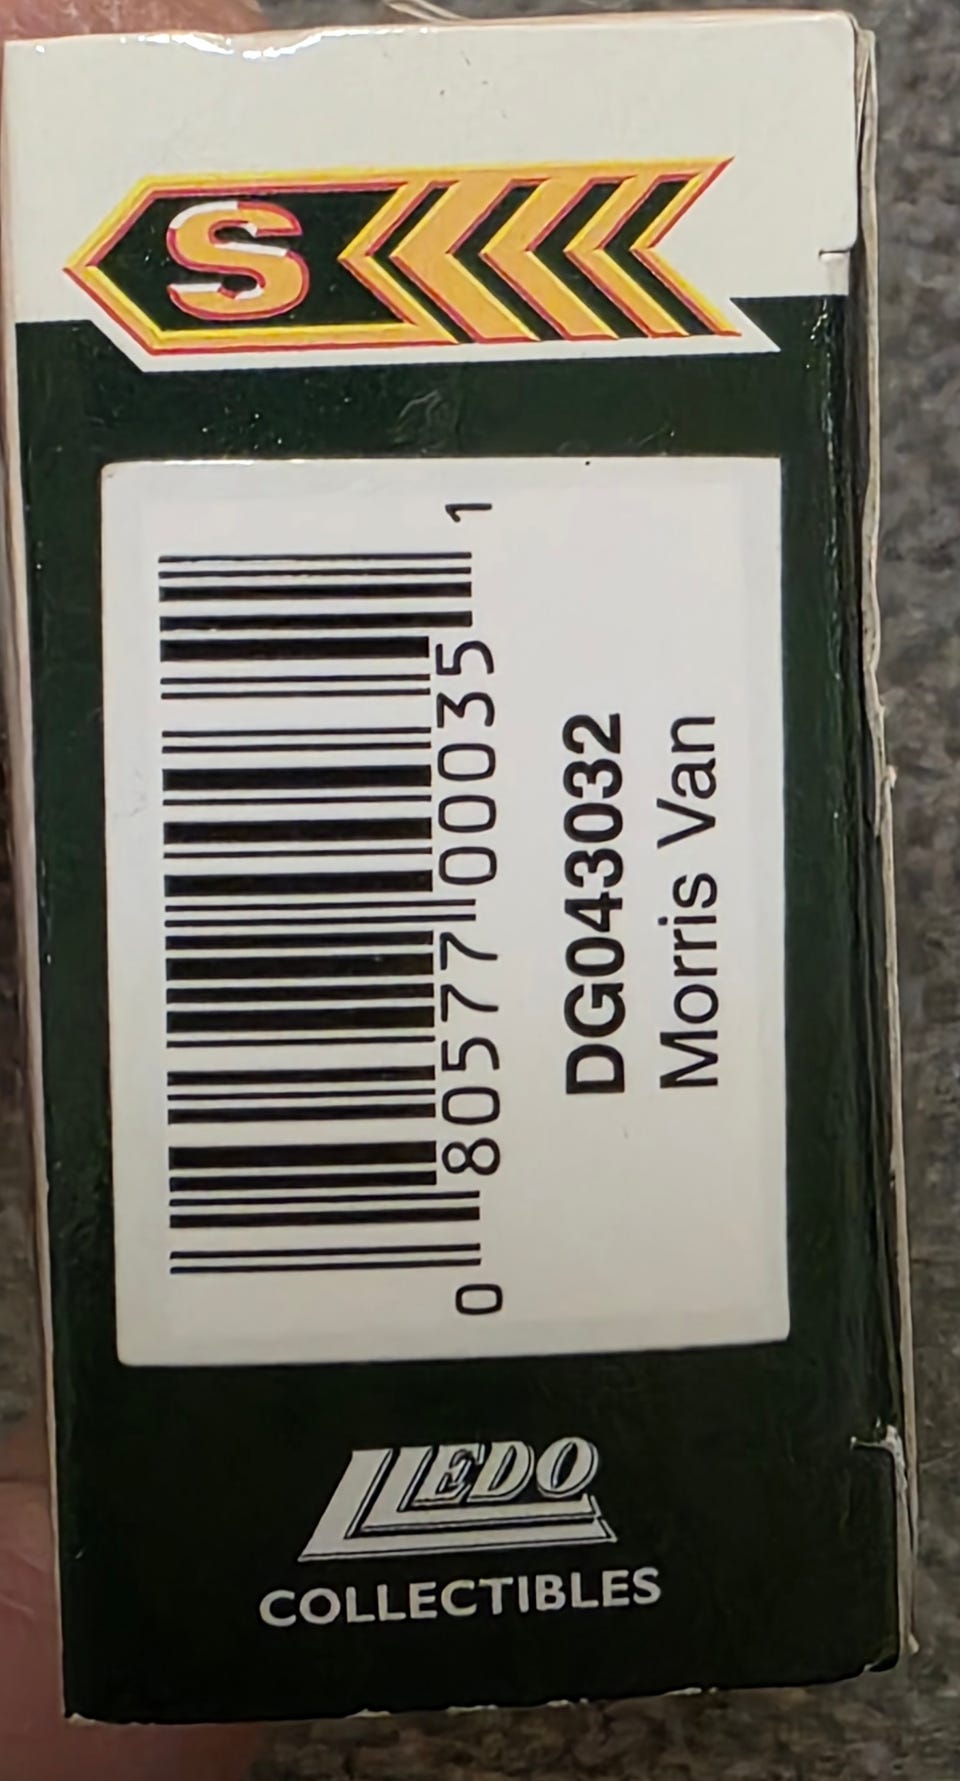 S
0 80577 00035 1
DG043032
Morris Van
LLEDO
COLLECTIBLES